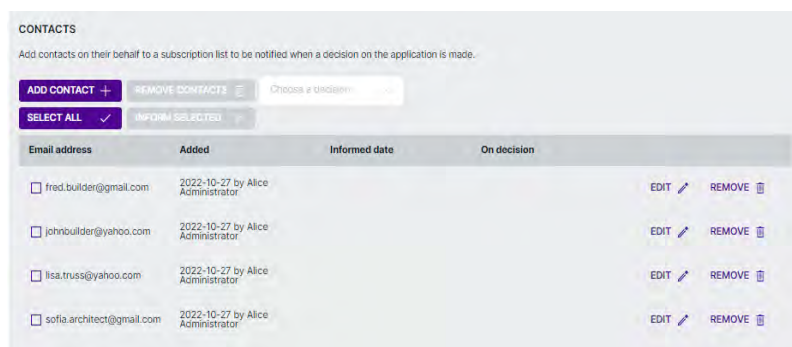 CONTACTS
Add contacts on their behalf to a subscription list to be notified when a decision on the application is made.
ADD CONTACT
REMOVE CONTACTS
Choose a decision
SELECT ALL
INFORM SELECTED
Email address Added Informed date On decision
fred.builder@gmail.com 2022-10-27 by Alice Administrator EDIT REMOVE
johnbuilder@yahoo.com 2022-10-27 by Alice Administrator EDIT REMOVE
lisa.truss@yahoo.com 2022-10-27 by Alice Administrator EDIT REMOVE
sofia.architect@gmail.com 2022-10-27 by Alice Administrator EDIT REMOVE